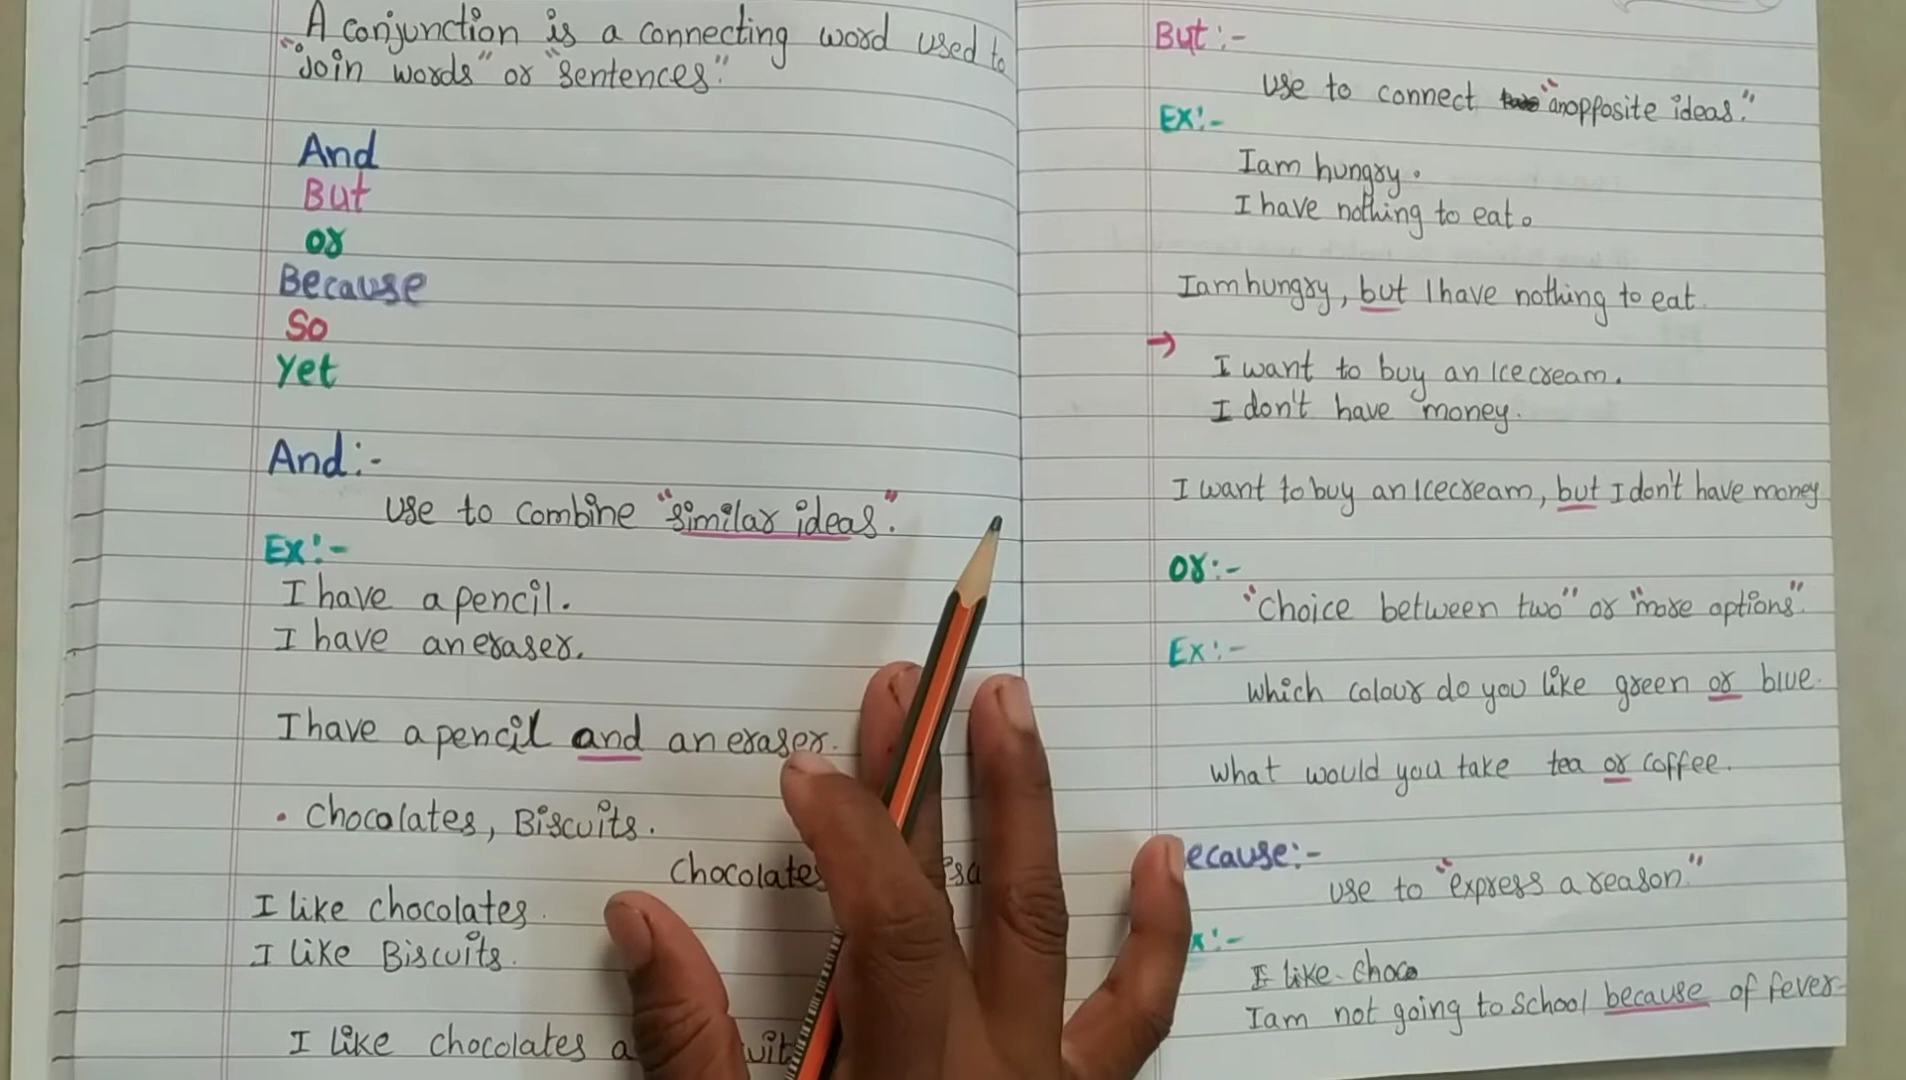 A conjunction is a connecting word used to
"Join words" or "sentences."
And
But
or
Because
So
Yet
And:-
use to combine "similar ideas."
Ex:-
I have a pencil.
I have an eraser.
I have a pencil and an eraser.
• Chocolates, Biscuits.
Chocolates
I like chocolates.
I like Biscuits.
I like chocolates
But:-
use to connect "an opposite ideas."
Ex:-
I am hungry.
I have nothing to eat.
I am hungry, but I have nothing to eat.
→ I want to buy an Icecream.
I don't have money.
I want to buy an Icecream, but I don't have money
or:-
"choice between two" or "more options".
Ex:-
which colour do you like green or blue.
what would you take tea or coffee.
ecause:-
use to "express a reason."
x:-
I like choco
I am not going to school because of fever